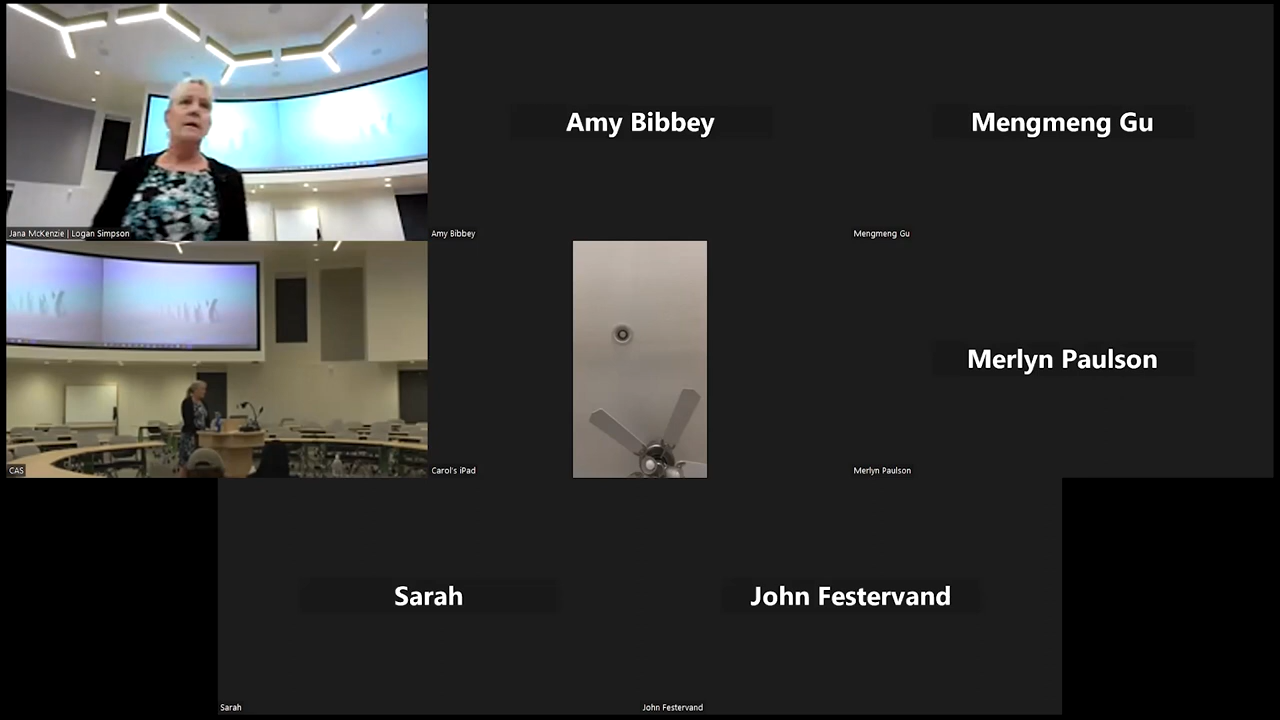 Amy Bibbey
Mengmeng Gu
Jana McKenzie | Logan Simpson
Amy Bibbey
Mengmeng Gu
Merlyn Paulson
CAS
Carol's iPad
Merlyn Paulson
Sarah
John Festervand
Sarah
John Festervand